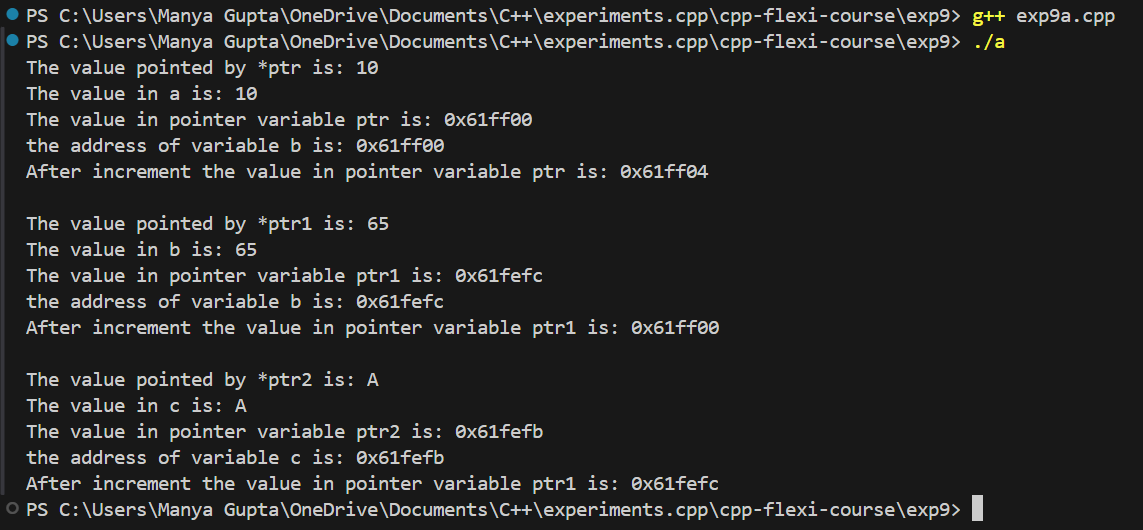 PS C:\Users\Manya Gupta\OneDrive\Documents\C++\experiments.cpp\cpp-flexi-course\exp9> g++ exp9a.cpp
PS C:\Users\Manya Gupta\OneDrive\Documents\C++\experiments.cpp\cpp-flexi-course\exp9> ./a
The value pointed by *ptr is: 10
The value in a is: 10
The value in pointer variable ptr is: 0x61ff00
the address of variable b is: 0x61ff00
After increment the value in pointer variable ptr is: 0x61ff04

The value pointed by *ptr1 is: 65
The value in b is: 65
The value in pointer variable ptr1 is: 0x61fefc
the address of variable b is: 0x61fefc
After increment the value in pointer variable ptr1 is: 0x61ff00

The value pointed by *ptr2 is: A
The value in c is: A
The value in pointer variable ptr2 is: 0x61fefb
the address of variable c is: 0x61fefb
After increment the value in pointer variable ptr1 is: 0x61fefc
PS C:\Users\Manya Gupta\OneDrive\Documents\C++\experiments.cpp\cpp-flexi-course\exp9>